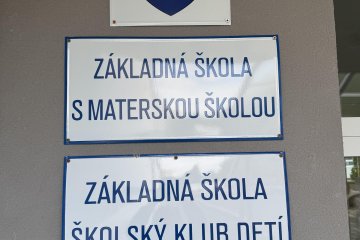 ZÁKLADNÁ ŠKOLA
S MATERSKOU ŠKOLOU
ZÁKLADNÁ ŠKOLA
ŠKOLSKÝ KLUB DETÍ